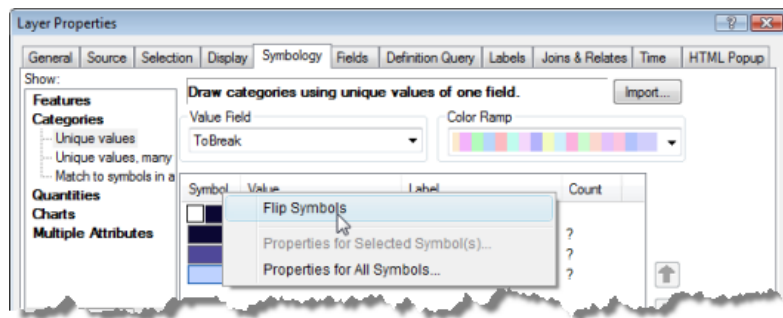 Layer Properties
General Source Selection Display Symbology Fields Definition Query Labels Joins & Relates Time HTML Popup
Show:
Features
Categories
Unique values
Unique values, many
Match to symbols in a
Quantities
Charts
Multiple Attributes
Draw categories using unique values of one field.
Import...
Value Field
ToBreak
Color Ramp
Symbol Value Label Count
Flip Symbols
Properties for Selected Symbol(s)...
Properties for All Symbols...
?
?
?